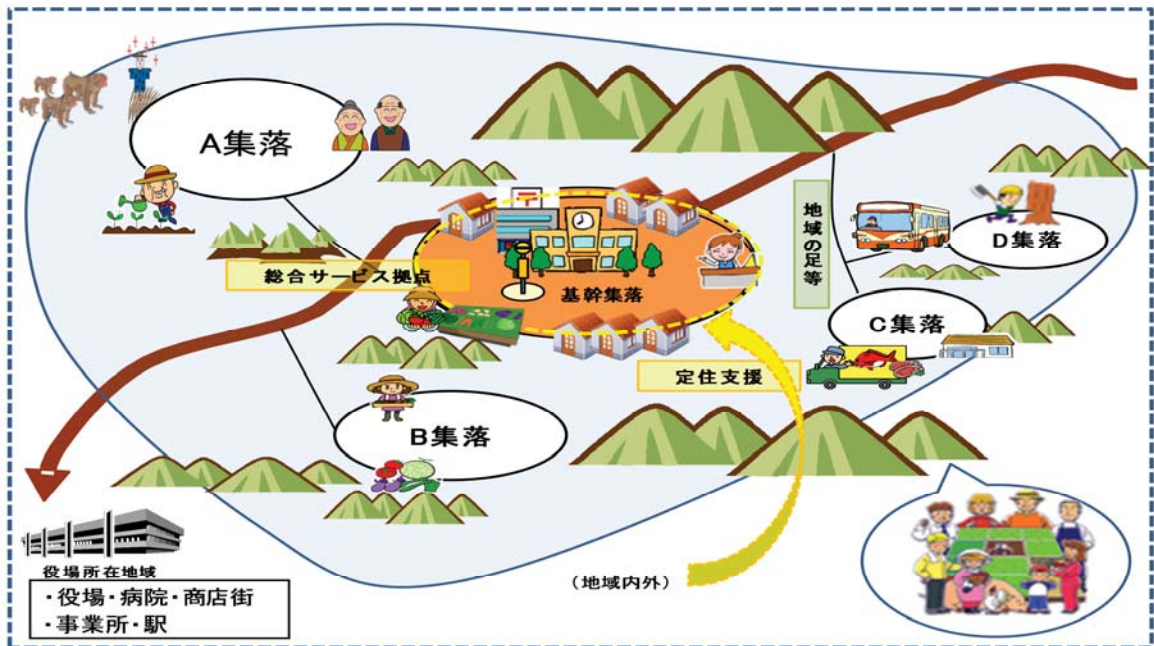 A集落
〒
地域の足等
D集落
総合サービス拠点
基幹集落
C集落
定住支援
B集落
役場所在地域
・役場・病院・商店街
・事業所・駅
(地域内外)